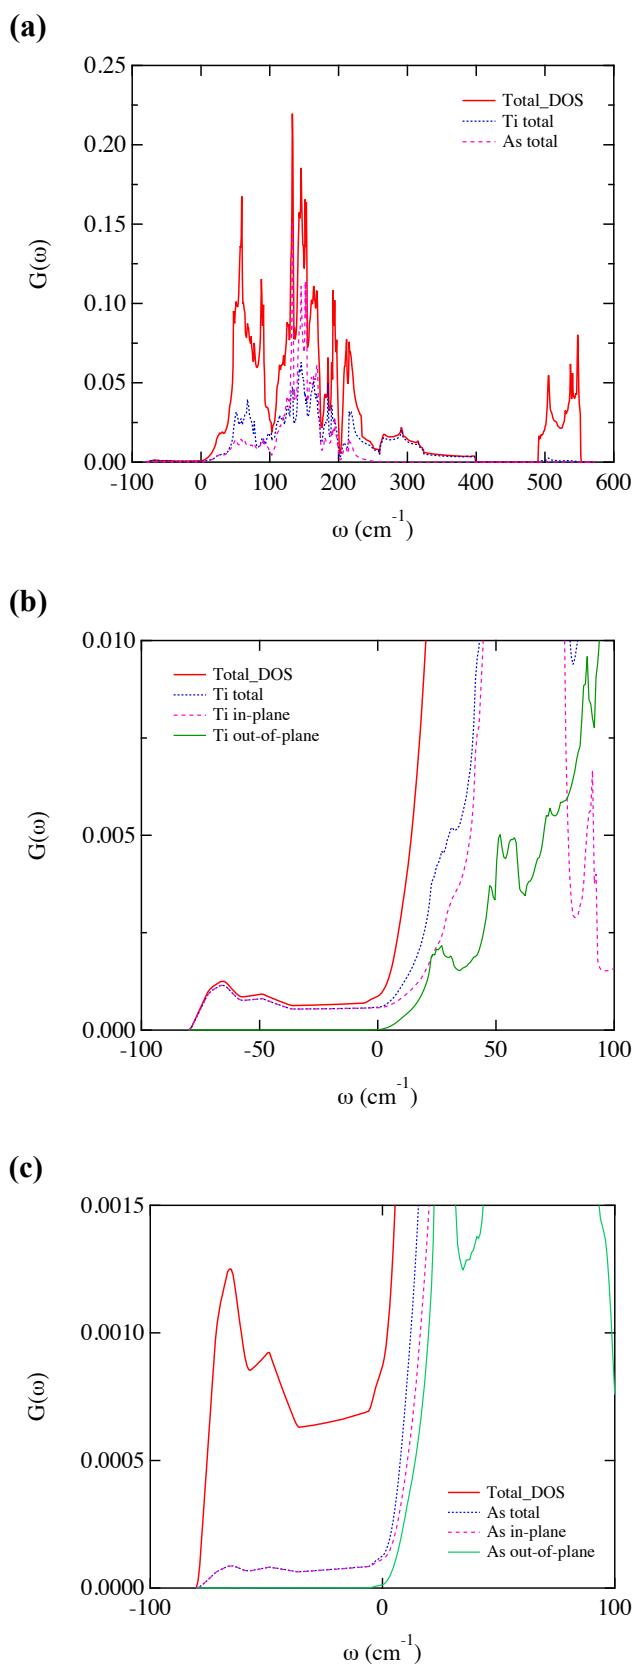 (a)
0.25
0.20
0.15
0.10
0.05
0.00
G(ω)
Total_DOS
Ti total
As total
-100 0 100 200 300 400 500 600
ω (cm⁻¹)
(b)
0.010
0.005
0.000
G(ω)
Total_DOS
Ti total
Ti in-plane
Ti out-of-plane
-100 -50 0 50 100
ω (cm⁻¹)
(c)
0.0015
0.0010
0.0005
0.0000
G(ω)
Total_DOS
As total
As in-plane
As out-of-plane
-100 0 100
ω (cm⁻¹)